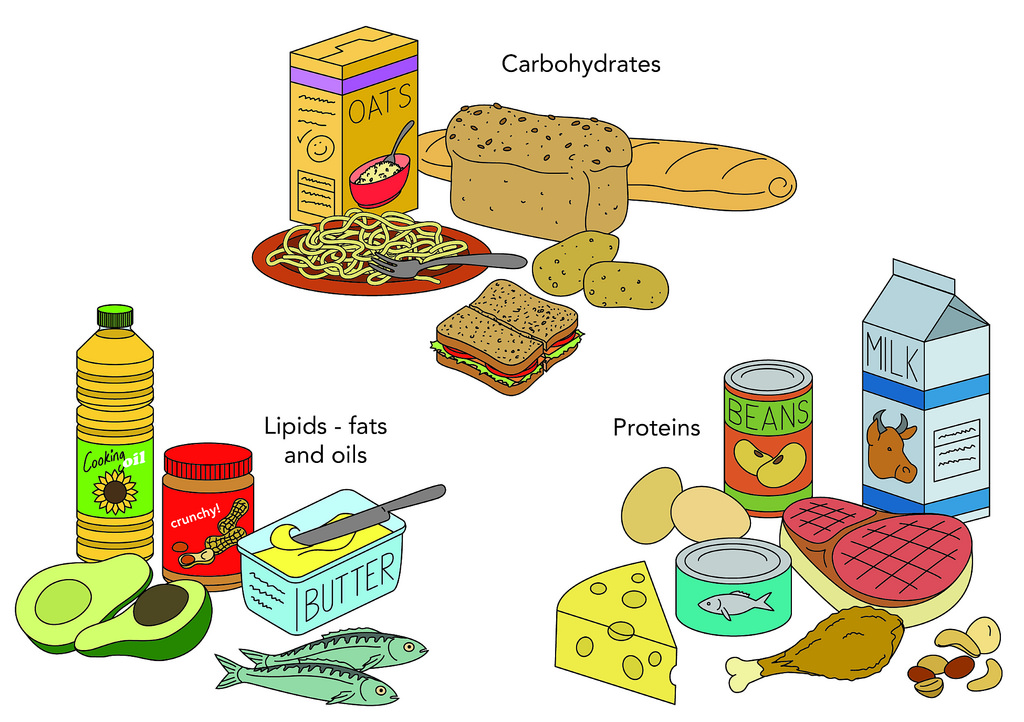 Carbohydrates
OATS
MILK
BEANS
Lipids - fats
and oils
Proteins
Cooking
oil
crunchy!
BUTTER